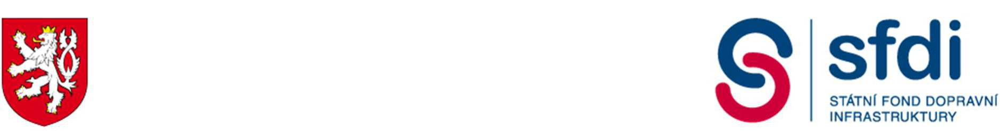 sfdi
STÁTNÍ FOND DOPRAVNÍ
INFRASTRUKTURY